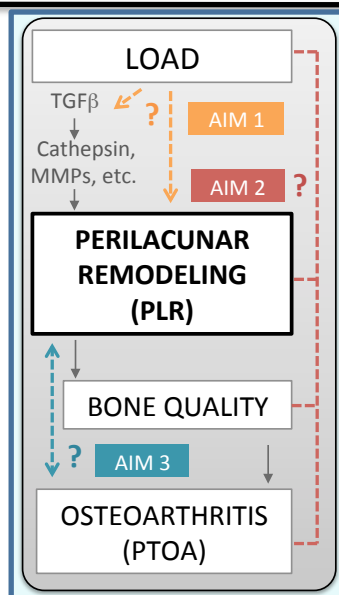 LOAD
TGFβ
?
AIM 1
Cathepsin,
MMPs, etc.
AIM 2 ?
PERILACUNAR
REMODELING
(PLR)
BONE QUALITY
? AIM 3
OSTEOARTHRITIS
(PTOA)